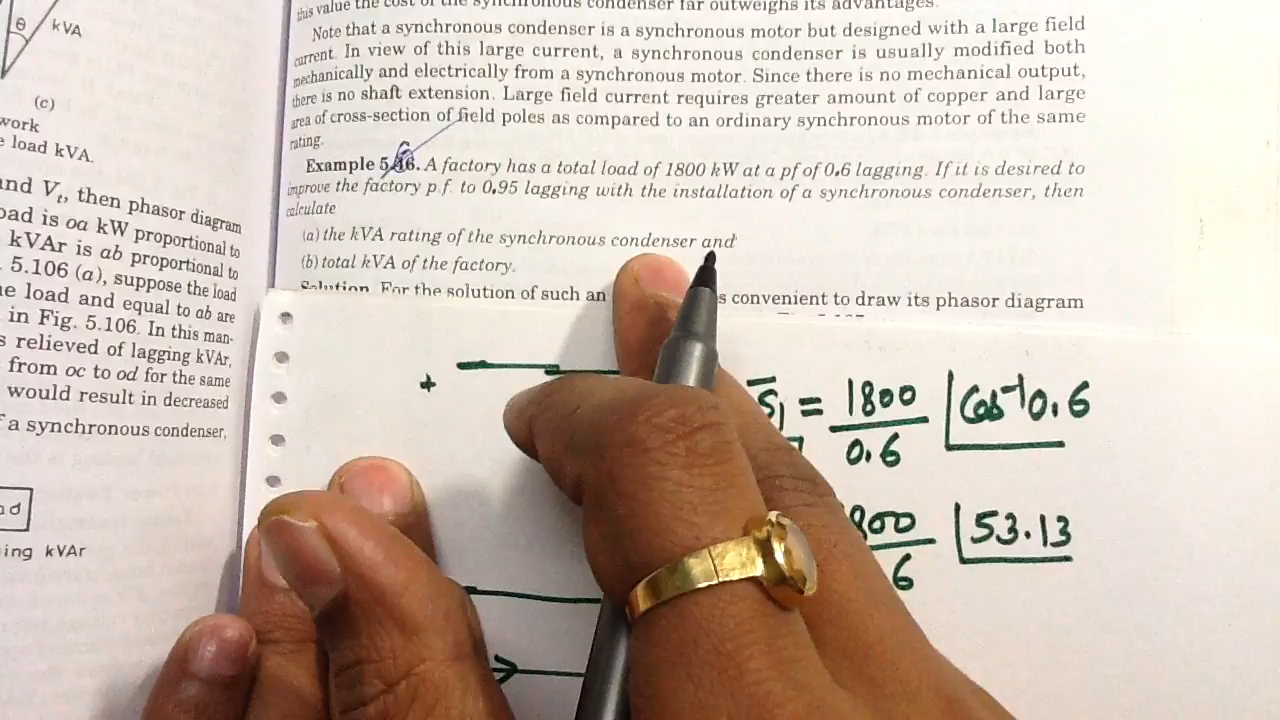 θ
kVA
(c)
work
e load kVA.
and Vt, then phasor diagram
oad is oa kW proportional to
kVAr is ab proportional to
5.106 (a), suppose the load
e load and equal to ab are
in Fig. 5.106. In this man-
s relieved of lagging kVAr,
from oc to od for the same
would result in decreased
f a synchronous condenser,
ad
ing kVAr
this value the cost of the synchronous condenser far outweighs its advantages.
Note that a synchronous condenser is a synchronous motor but designed with a large field
current. In view of this large current, a synchronous condenser is usually modified both
mechanically and electrically from a synchronous motor. Since there is no mechanical output,
there is no shaft extension. Large field current requires greater amount of copper and large
area of cross-section of field poles as compared to an ordinary synchronous motor of the same
rating.
Example 5.46. A factory has a total load of 1800 kW at a pf of 0.6 lagging. If it is desired to
improve the factory p f. to 0.95 lagging with the installation of a synchronous condenser, then
calculate
(a) the kVA rating of the synchronous condenser and
(b) total kVA of the factory.
Solution. For the solution of such an s convenient to draw its phasor diagram
+
S̅₁ = 1800/0.6 ∠Cos⁻¹0.6
800/6 ∠53.13